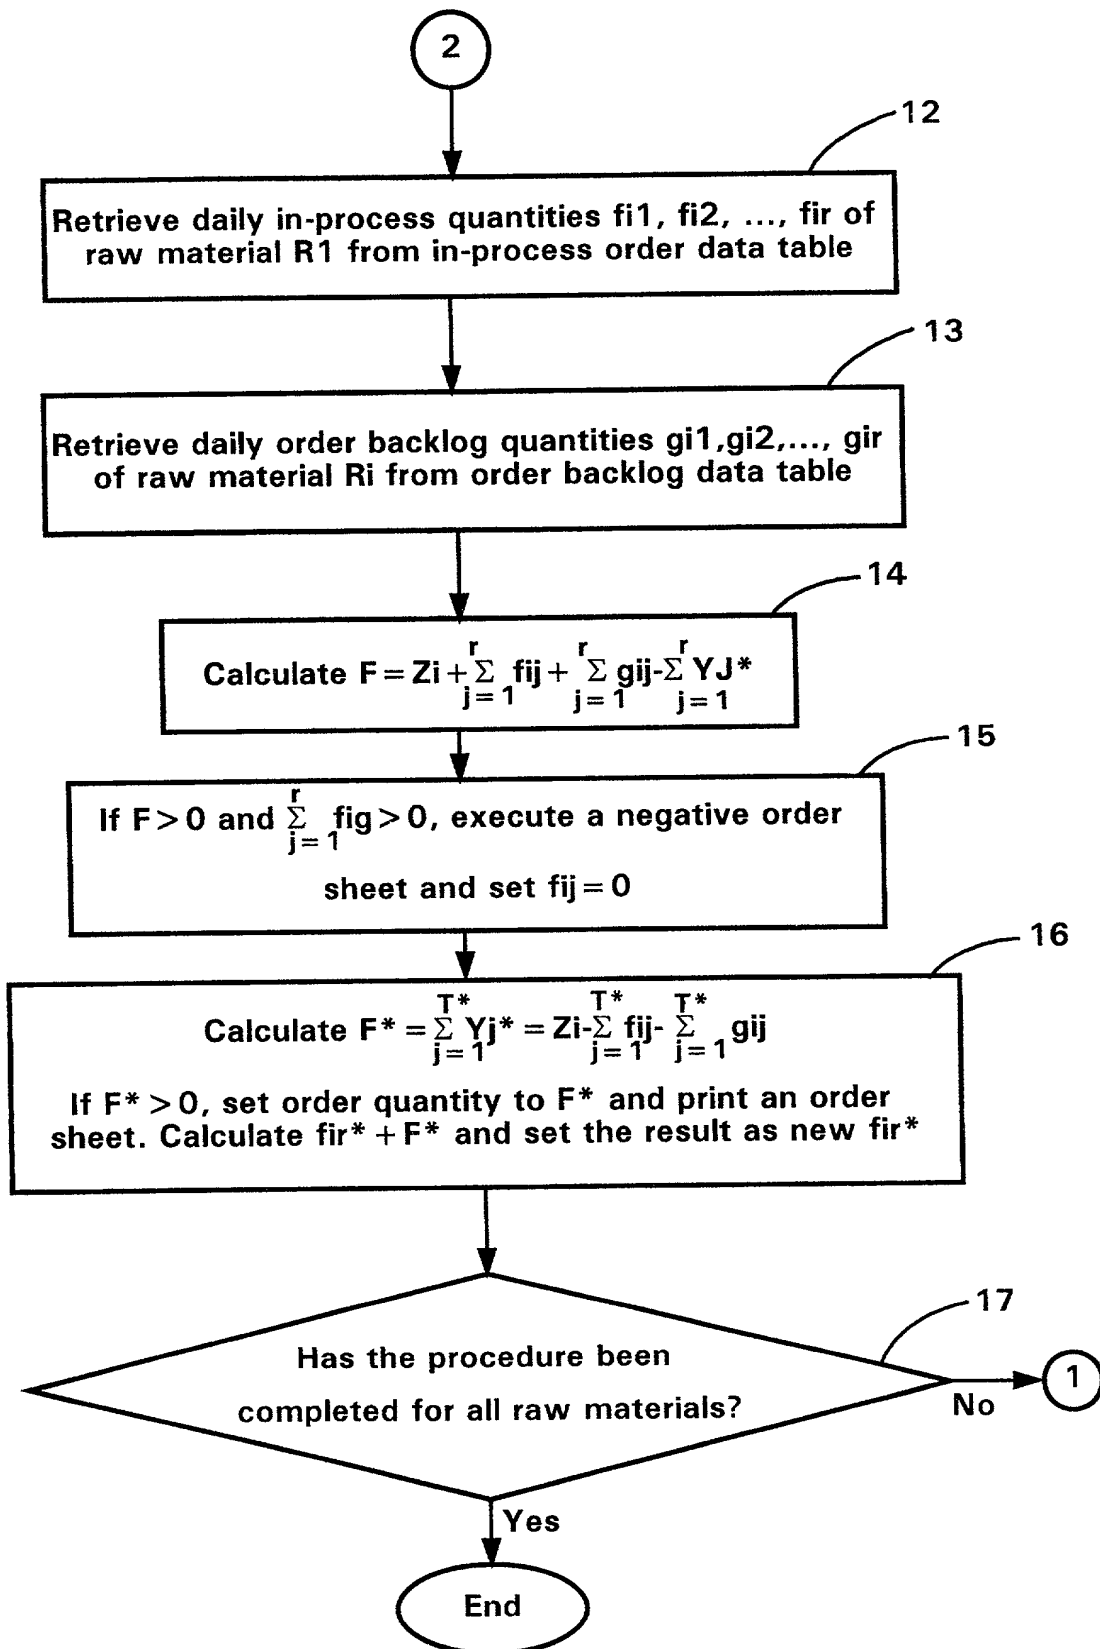 2
12
Retrieve daily in-process quantities fi1, fi2, ..., fir of
raw material R1 from in-process order data table
13
Retrieve daily order backlog quantities gi1,gi2,..., gir
of raw material Ri from order backlog data table
14
r r r
Calculate F = Zi + Σ fij + Σ gij - Σ YJ*
j = 1 j = 1 j = 1
15
r
If F > 0 and Σ fig > 0, execute a negative order
j = 1
sheet and set fij = 0
16
T* T* T*
Calculate F* = Σ Yj* = Zi - Σ fij - Σ gij
j = 1 j = 1 j = 1
If F* > 0, set order quantity to F* and print an order
sheet. Calculate fir* + F* and set the result as new fir*
17
Has the procedure been
completed for all raw materials?
No
1
Yes
End